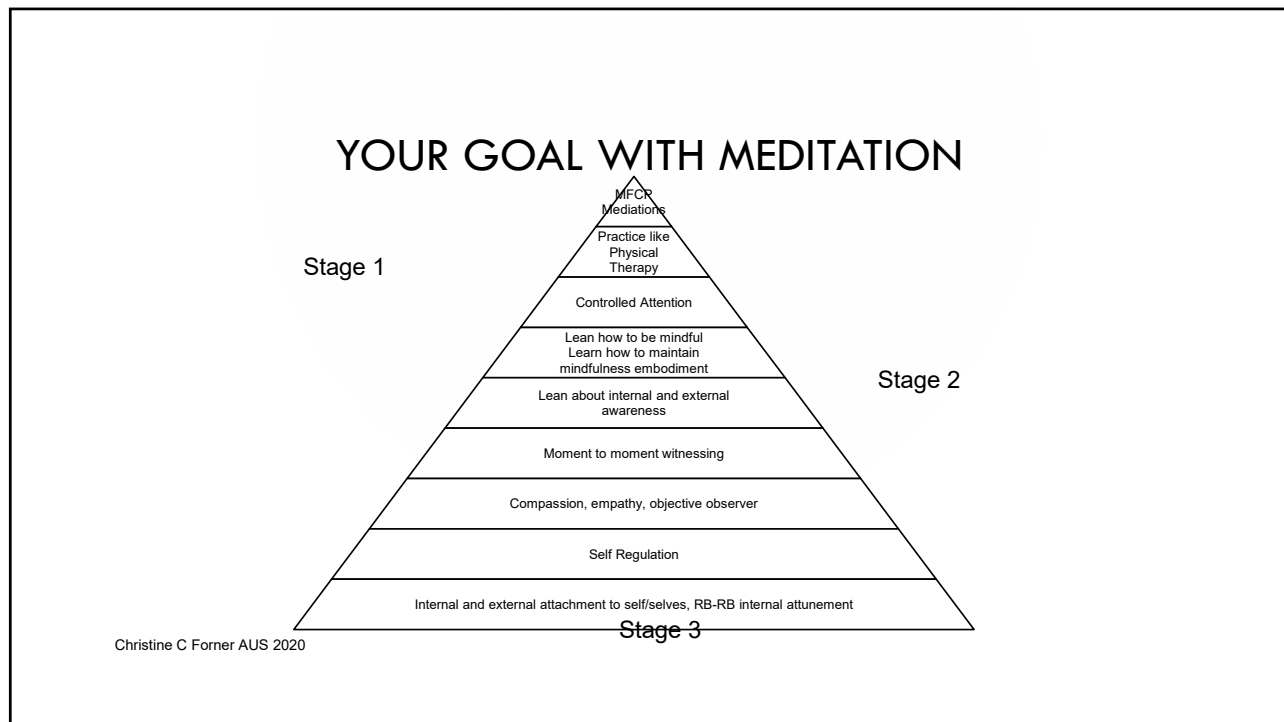 YOUR GOAL WITH MEDITATION
MFCP
Mediations
Practice like
Physical
Therapy
Stage 1
Controlled Attention
Lean how to be mindful
Learn how to maintain
mindfulness embodiment
Stage 2
Lean about internal and external
awareness
Moment to moment witnessing
Compassion, empathy, objective observer
Self Regulation
Internal and external attachment to self/selves, RB-RB internal attunement
Stage 3
Christine C Forner AUS 2020